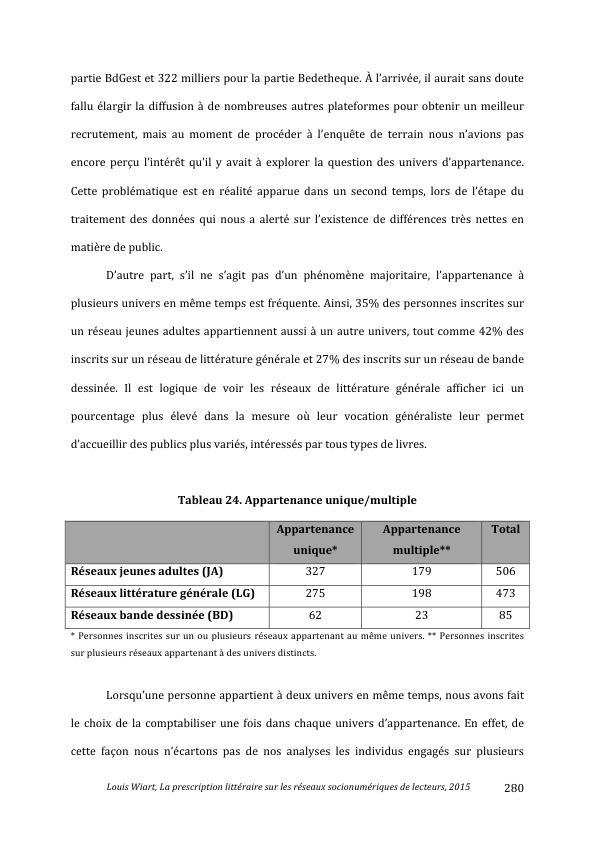 partie BdGest et 322 milliers pour la partie Bedetheque. À l’arrivée, il aurait sans doute
fallu élargir la diffusion à de nombreuses autres plateformes pour obtenir un meilleur
recrutement, mais au moment de procéder à l’enquête de terrain nous n’avions pas
encore perçu l’intérêt qu’il y avait à explorer la question des univers d’appartenance.
Cette problématique est en réalité apparue dans un second temps, lors de l’étape du
traitement des données qui nous a alerté sur l’existence de différences très nettes en
matière de public.
D’autre part, s’il ne s’agit pas d’un phénomène majoritaire, l’appartenance à
plusieurs univers en même temps est fréquente. Ainsi, 35% des personnes inscrites sur
un réseau jeunes adultes appartiennent aussi à un autre univers, tout comme 42% des
inscrits sur un réseau de littérature générale et 27% des inscrits sur un réseau de bande
dessinée. Il est logique de voir les réseaux de littérature générale afficher ici un
pourcentage plus élevé dans la mesure où leur vocation généraliste leur permet
d’accueillir des publics plus variés, intéressés par tous types de livres.
Tableau 24. Appartenance unique/multiple
Appartenance unique* Appartenance multiple** Total
Réseaux jeunes adultes (JA) 327 179 506
Réseaux littérature générale (LG) 275 198 473
Réseaux bande dessinée (BD) 62 23 85
* Personnes inscrites sur un ou plusieurs réseaux appartenant au même univers. ** Personnes inscrites
sur plusieurs réseaux appartenant à des univers distincts.
Lorsqu’une personne appartient à deux univers en même temps, nous avons fait
le choix de la comptabiliser une fois dans chaque univers d’appartenance. En effet, de
cette façon nous n’écartons pas de nos analyses les individus engagés sur plusieurs
Louis Wiart, La prescription littéraire sur les réseaux socionumériques de lecteurs, 2015 280